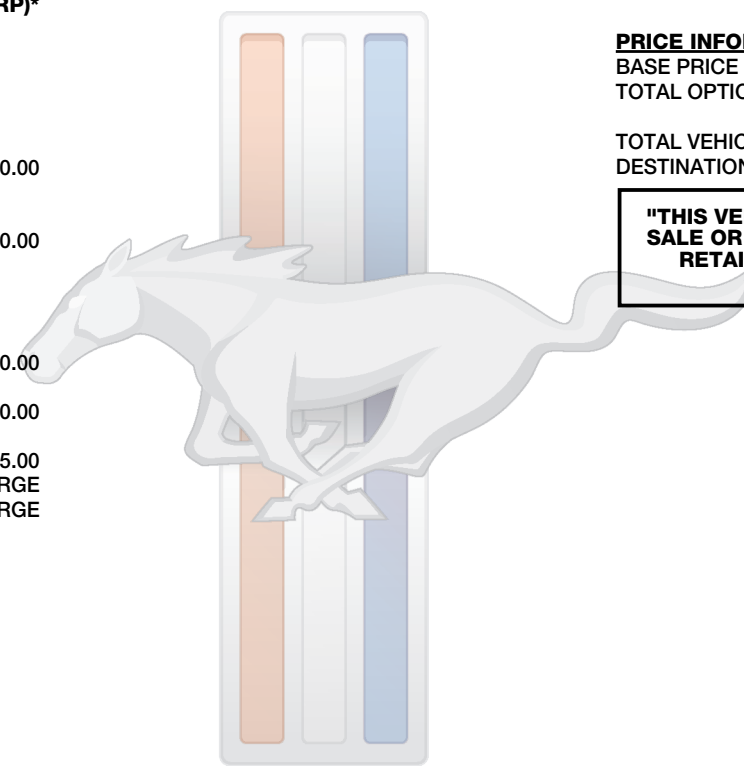 RP)*
0.00
0.00
0.00
0.00
5.00
RGE
RGE
PRICE INFO
BASE PRICE
TOTAL OPTIO
TOTAL VEHIC
DESTINATION
"THIS VE
SALE OR
RETAI